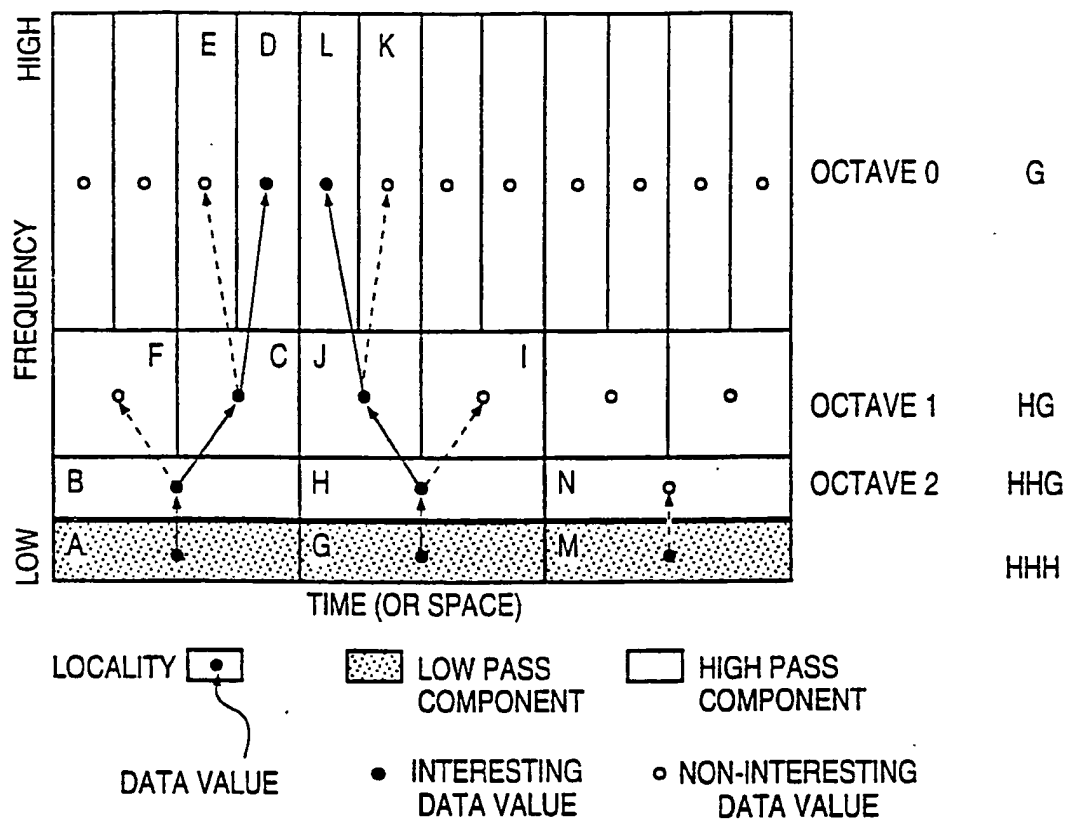 HIGH
FREQUENCY
LOW
E D L K
OCTAVE 0 G
F C J I
OCTAVE 1 HG
B H N
OCTAVE 2 HHG
A G M
HHH
TIME (OR SPACE)
LOCALITY
LOW PASS
COMPONENT
HIGH PASS
COMPONENT
DATA VALUE
INTERESTING
DATA VALUE
NON-INTERESTING
DATA VALUE